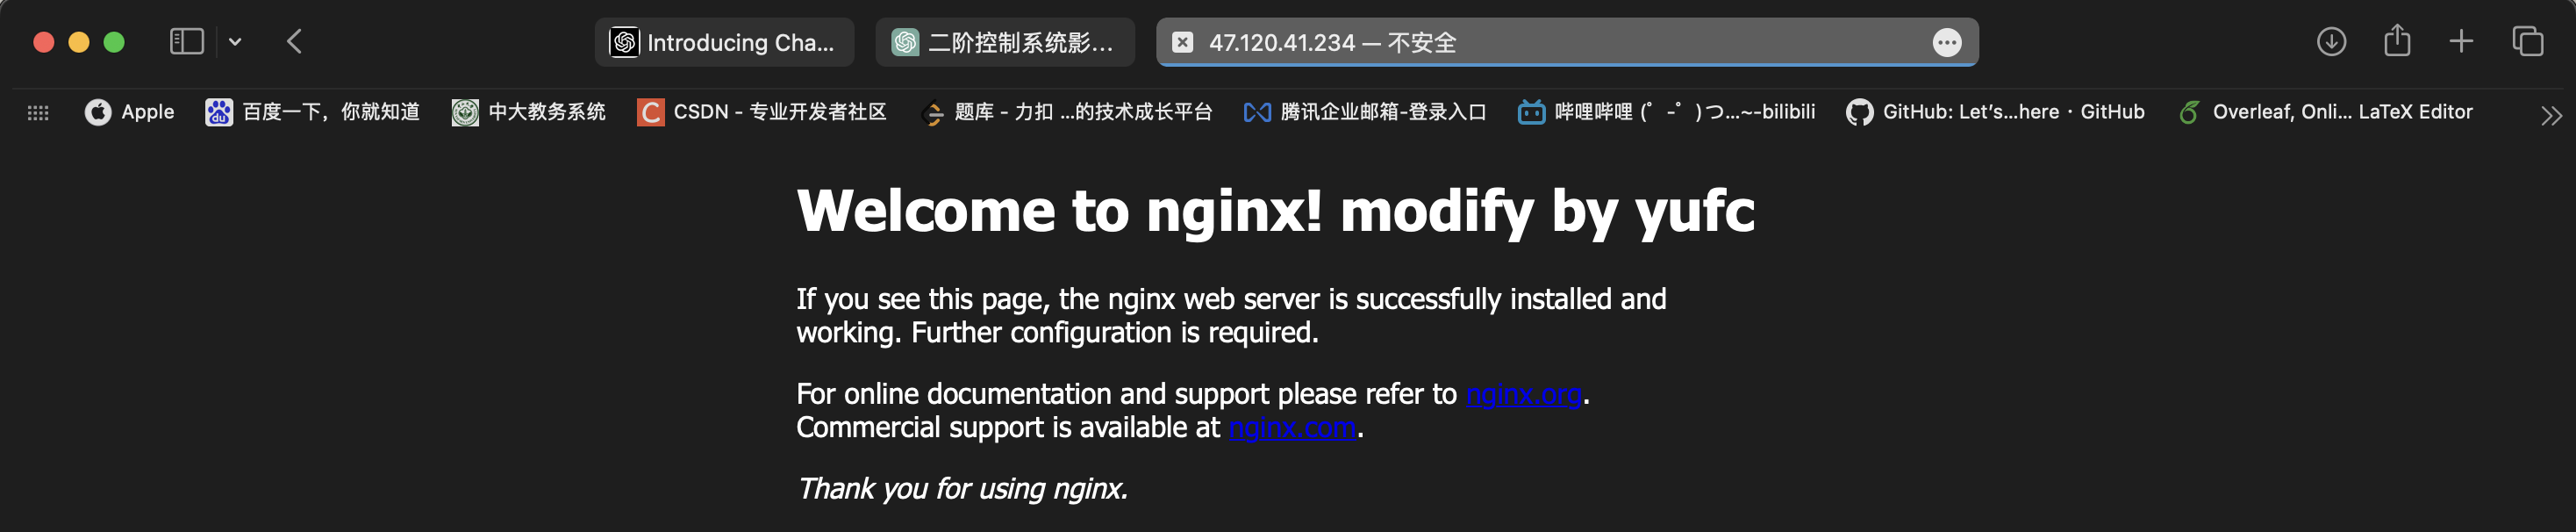 Introducing Cha...
二阶控制系统影...
47.120.41.234 — 不安全
Apple
百度一下，你就知道
中大教务系统
CSDN - 专业开发者社区
题库 - 力扣 ...的技术成长平台
腾讯企业邮箱-登录入口
哔哩哔哩 (゜-゜)つ...~-bilibili
GitHub: Let's...here · GitHub
Overleaf, Onli... LaTeX Editor
Welcome to nginx! modify by yufc
If you see this page, the nginx web server is successfully installed and
working. Further configuration is required.
For online documentation and support please refer to nginx.org.
Commercial support is available at nginx.com.
Thank you for using nginx.